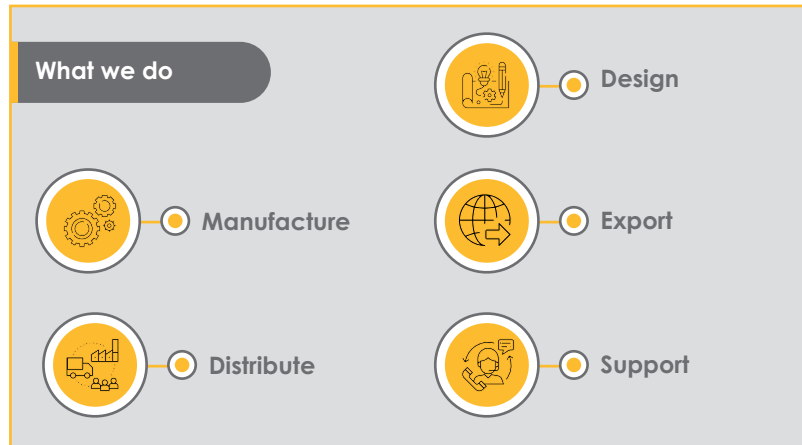 What we do
Design
Manufacture
Export
Distribute
Support